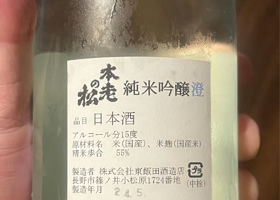 本老の松 純米吟醸 澄
品目 日本酒
アルコール分15度
原材料名 米(国産)、米麹(国産米)
精米歩合 55%
製造者 株式会社東飯田酒造店
長野市篠ノ井小松原1724番地
製造年月 24.5.
(中栓)